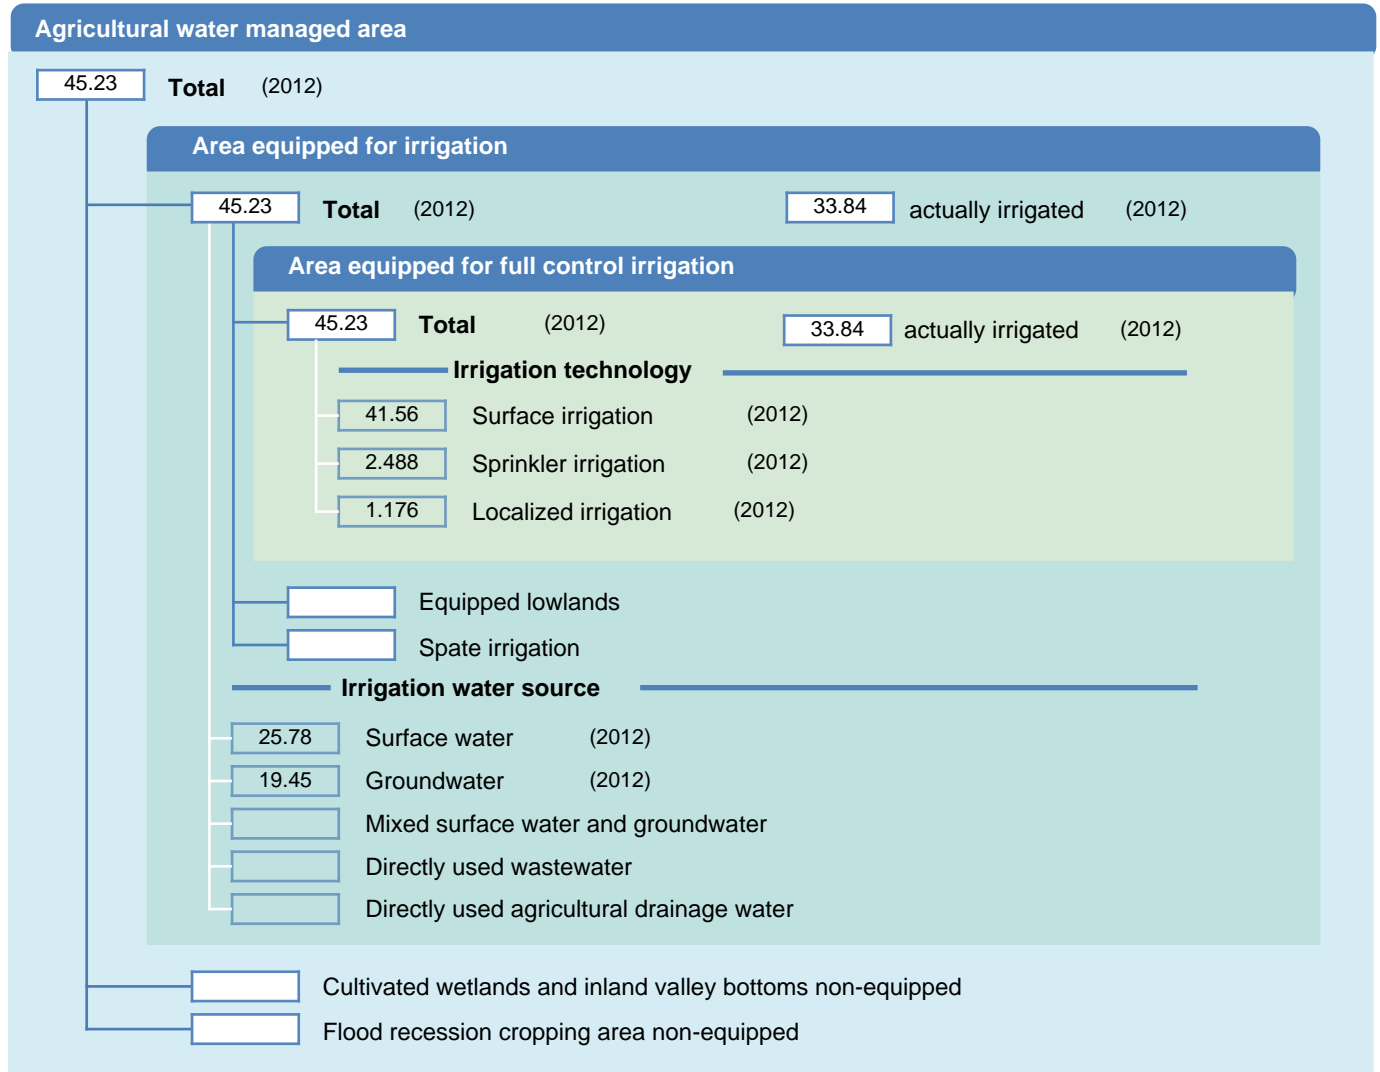 Agricultural water managed area
45.23 Total (2012)
Area equipped for irrigation
45.23 Total (2012) 33.84 actually irrigated (2012)
Area equipped for full control irrigation
45.23 Total (2012) 33.84 actually irrigated (2012)
Irrigation technology
41.56 Surface irrigation (2012)
2.488 Sprinkler irrigation (2012)
1.176 Localized irrigation (2012)
Equipped lowlands
Spate irrigation
Irrigation water source
25.78 Surface water (2012)
19.45 Groundwater (2012)
Mixed surface water and groundwater
Directly used wastewater
Directly used agricultural drainage water
Cultivated wetlands and inland valley bottoms non-equipped
Flood recession cropping area non-equipped